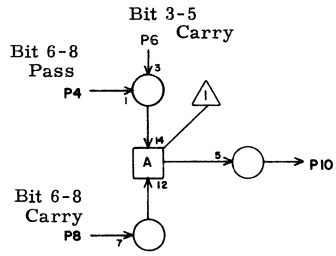 Bit 3-5
Carry
P6
Bit 6-8
Pass
P4
3
1
1
14
A
5
P10
12
Bit 6-8
Carry
P8
7